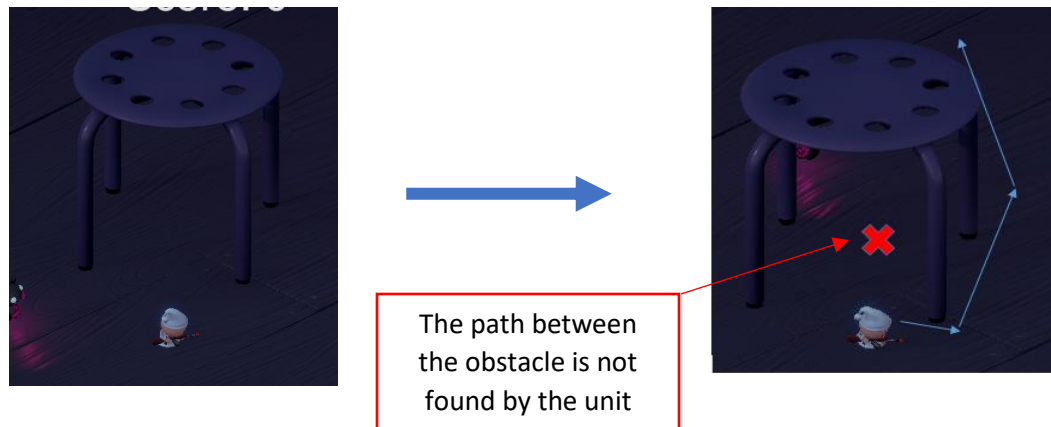 The path between
the obstacle is not
found by the unit